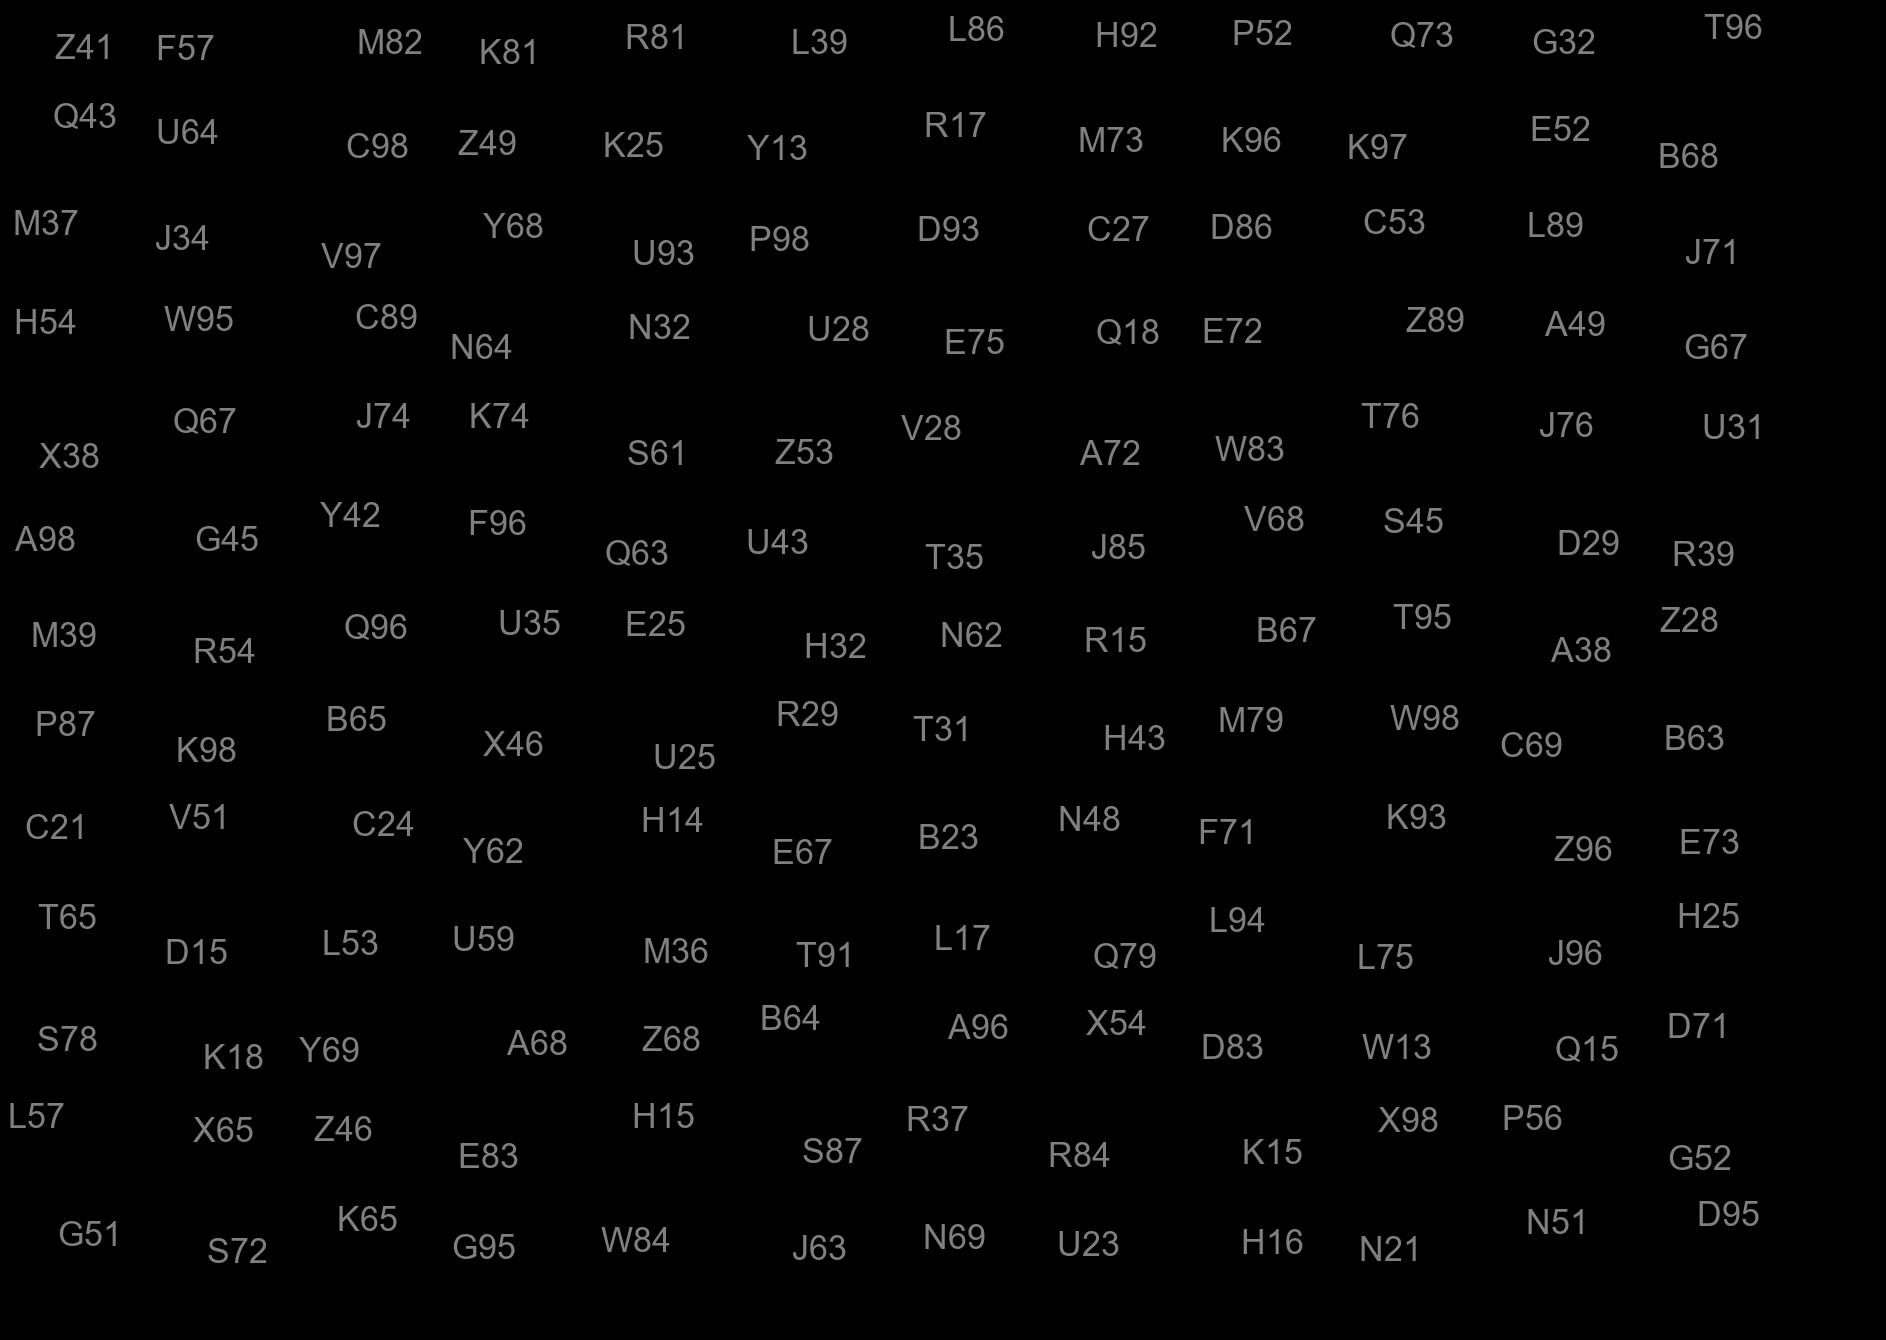 Z41 F57 M82 K81 R81 L39 L86 H92 P52 Q73 G32 T96
Q43 U64 C98 Z49 K25 Y13 R17 M73 K96 K97 E52 B68
M37 J34 V97 Y68 U93 P98 D93 C27 D86 C53 L89 J71
H54 W95 C89 N64 N32 U28 E75 Q18 E72 Z89 A49 G67
X38 Q67 J74 K74 S61 Z53 V28 A72 W83 T76 J76 U31
A98 G45 Y42 F96 Q63 U43 T35 J85 V68 S45 D29 R39
M39 R54 Q96 U35 E25 H32 N62 R15 B67 T95 A38 Z28
P87 K98 B65 X46 U25 R29 T31 H43 M79 W98 C69 B63
C21 V51 C24 Y62 H14 E67 B23 N48 F71 K93 Z96 E73
T65 D15 L53 U59 M36 T91 L17 Q79 L94 L75 J96 H25
S78 K18 Y69 A68 Z68 B64 A96 X54 D83 W13 Q15 D71
L57 X65 Z46 E83 H15 S87 R37 R84 K15 X98 P56 G52
G51 S72 K65 G95 W84 J63 N69 U23 H16 N21 N51 D95